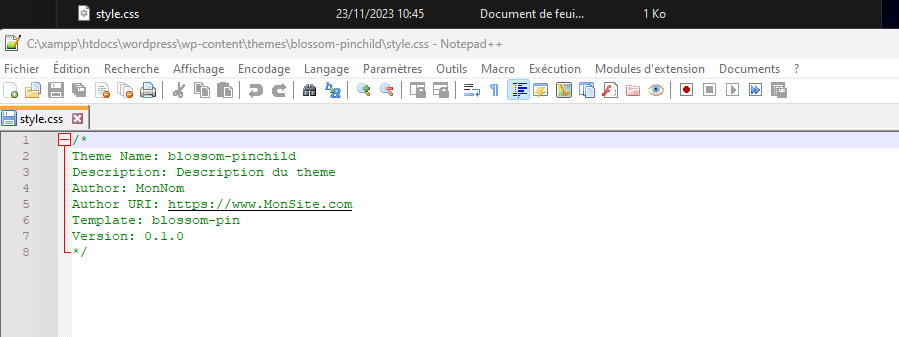 style.css 23/11/2023 10:45 Document de feui... 1 Ko
C:\xampp\htdocs\wordpress\wp-content\themes\blossom-pinchild\style.css - Notepad++
Fichier Édition Recherche Affichage Encodage Langage Paramètres Outils Macro Exécution Modules d'extension Documents ?
style.css
1 /*
2 Theme Name: blossom-pinchild
3 Description: Description du theme
4 Author: MonNom
5 Author URI: https://www.MonSite.com
6 Template: blossom-pin
7 Version: 0.1.0
8 */